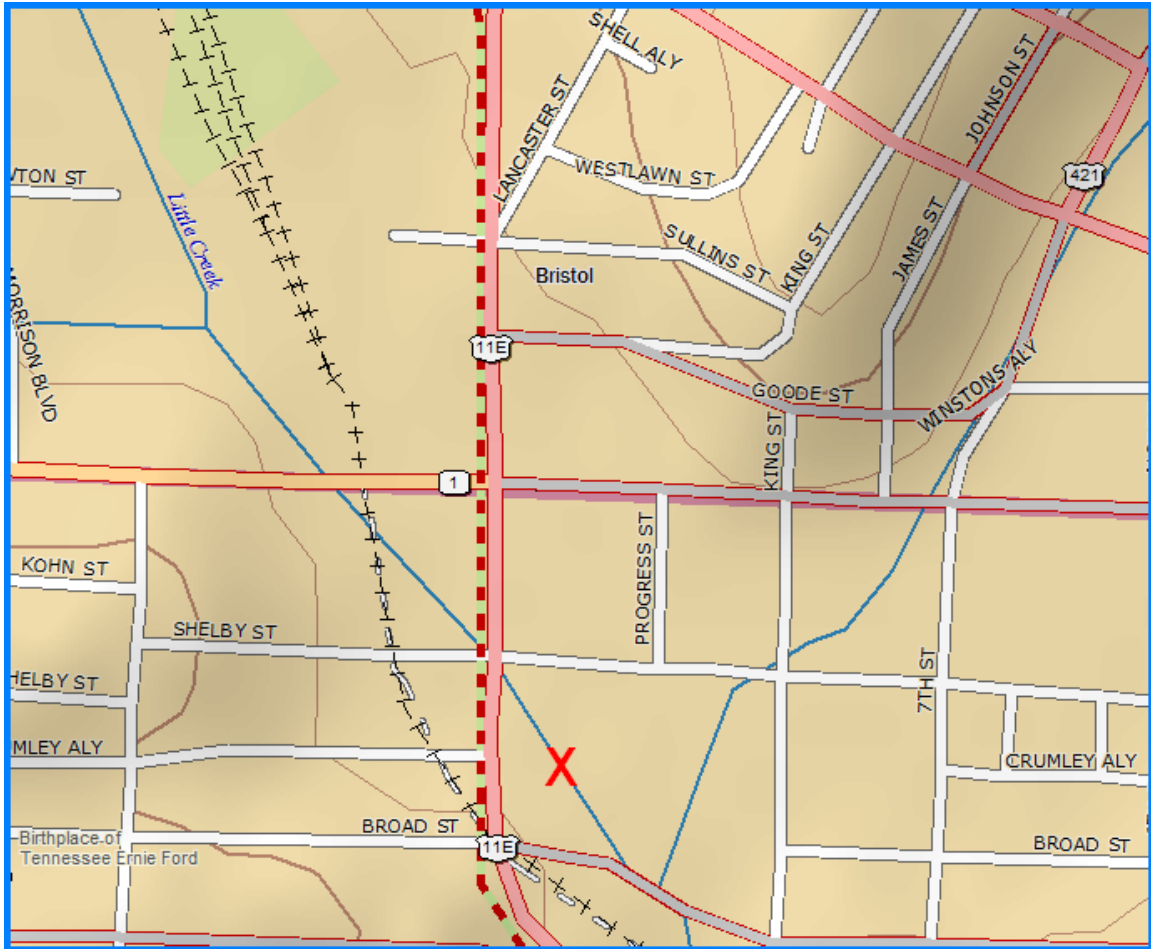 SHELL ALY
LANCASTER ST
JOHNSON ST
WESTLAWN ST
421
TON ST
Little Creek
SULLINS ST
KING ST
JAMES ST
Bristol
MORRISON BLVD
11E
WINSTONS ALY
GOODE ST
KING ST
1
PROGRESS ST
KOHN ST
SHELBY ST
HELBY ST
7TH ST
MLEY ALY
CRUMLEY ALY
BROAD ST
X
11E
BROAD ST
Birthplace of
Tennessee Ernie Ford